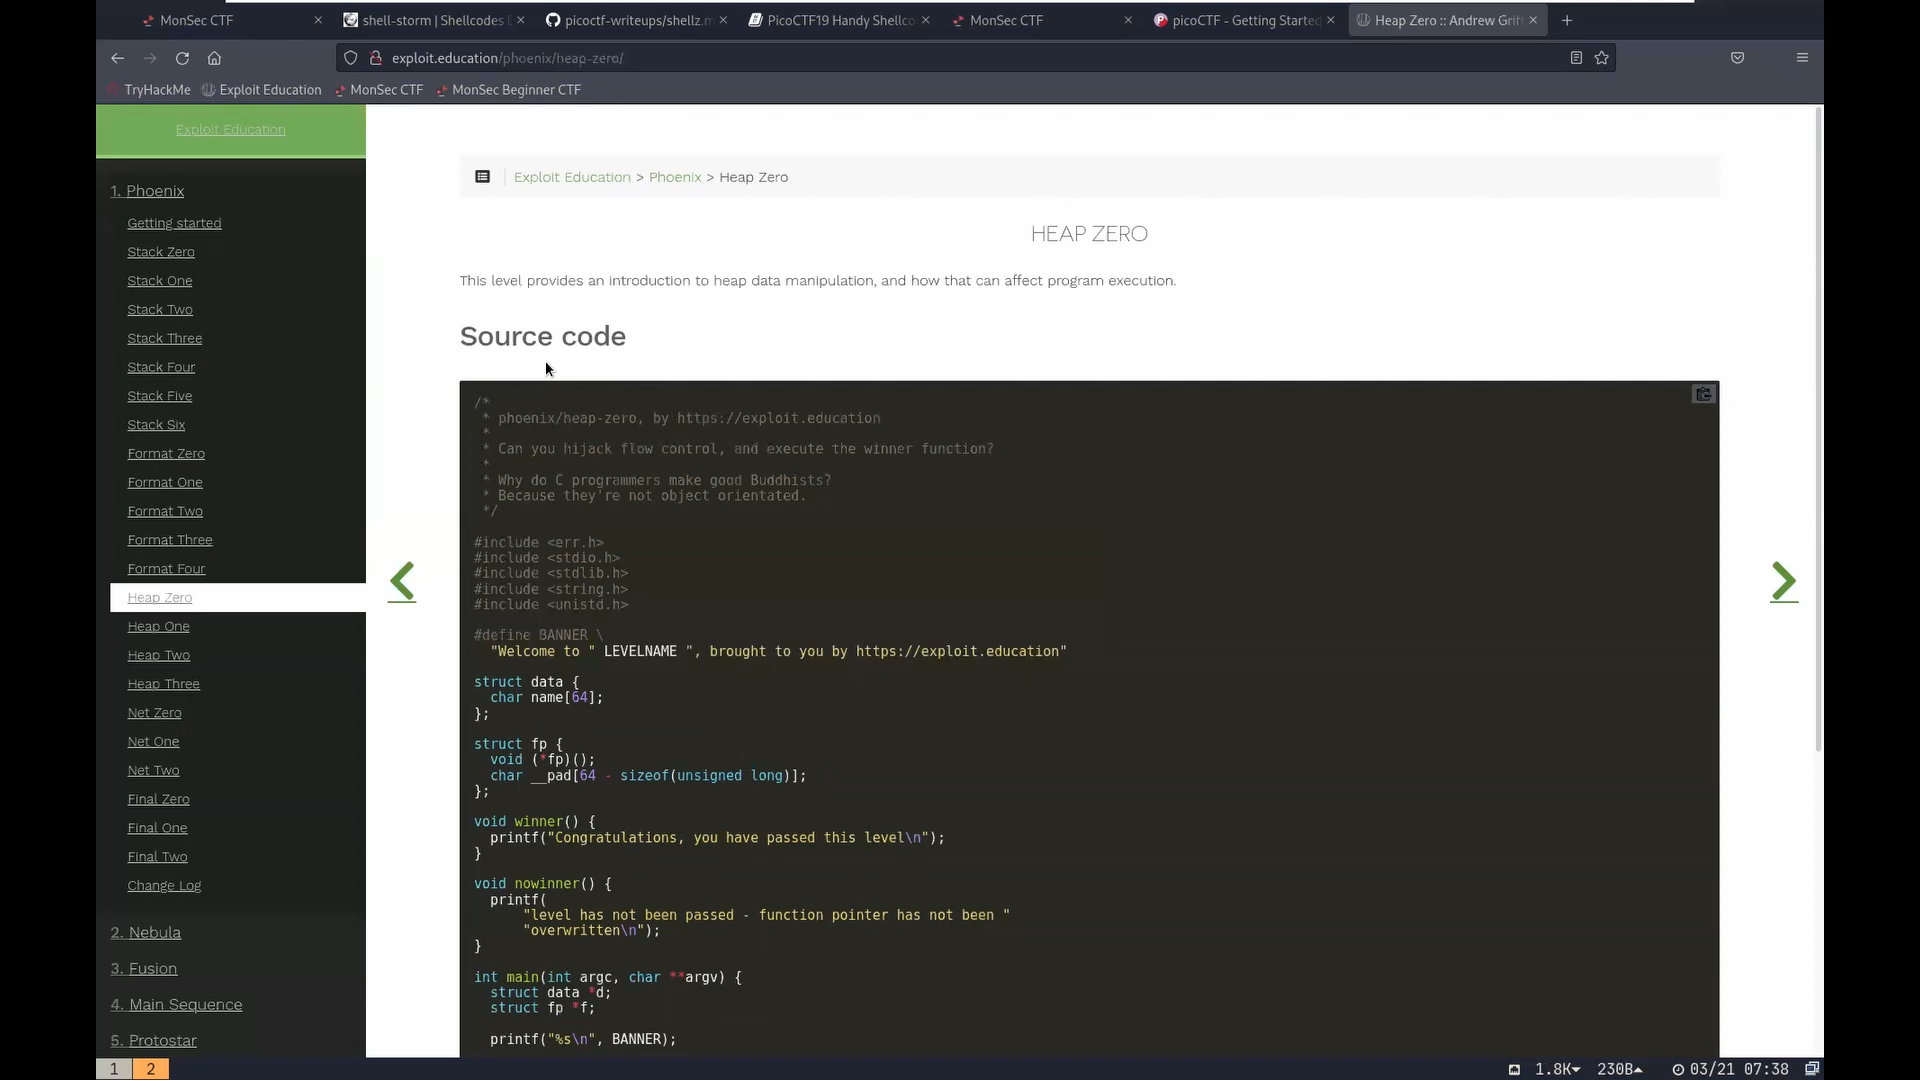 MonSec CTF
shell-storm | Shellcodes D
picoctf-writeups/shellz.m
PicoCTF19 Handy Shellco
MonSec CTF
picoCTF - Getting Started
Heap Zero :: Andrew Griff
exploit.education/phoenix/heap-zero/
TryHackMe
Exploit Education
MonSec CTF
MonSec Beginner CTF
Exploit Education
1. Phoenix
Getting started
Stack Zero
Stack One
Stack Two
Stack Three
Stack Four
Stack Five
Stack Six
Format Zero
Format One
Format Two
Format Three
Format Four
Heap Zero
Heap One
Heap Two
Heap Three
Net Zero
Net One
Net Two
Final Zero
Final One
Final Two
Change Log
2. Nebula
3. Fusion
4. Main Sequence
5. Protostar
Exploit Education > Phoenix > Heap Zero
HEAP ZERO
This level provides an introduction to heap data manipulation, and how that can affect program execution.
Source code
/*
* phoenix/heap-zero, by https://exploit.education
*
* Can you hijack flow control, and execute the winner function?
*
* Why do C programmers make good Buddhists?
* Because they're not object orientated.
*/
#include <err.h>
#include <stdio.h>
#include <stdlib.h>
#include <string.h>
#include <unistd.h>
#define BANNER \
"Welcome to " LEVELNAME ", brought to you by https://exploit.education"
struct data {
char name[64];
};
struct fp {
void (*fp)();
char __pad[64 - sizeof(unsigned long)];
};
void winner() {
printf("Congratulations, you have passed this level\n");
}
void nowinner() {
printf(
"level has not been passed - function pointer has not been "
"overwritten\n");
}
int main(int argc, char **argv) {
struct data *d;
struct fp *f;
printf("%s\n", BANNER);
1 2
1.8K 230B 03/21 07:38